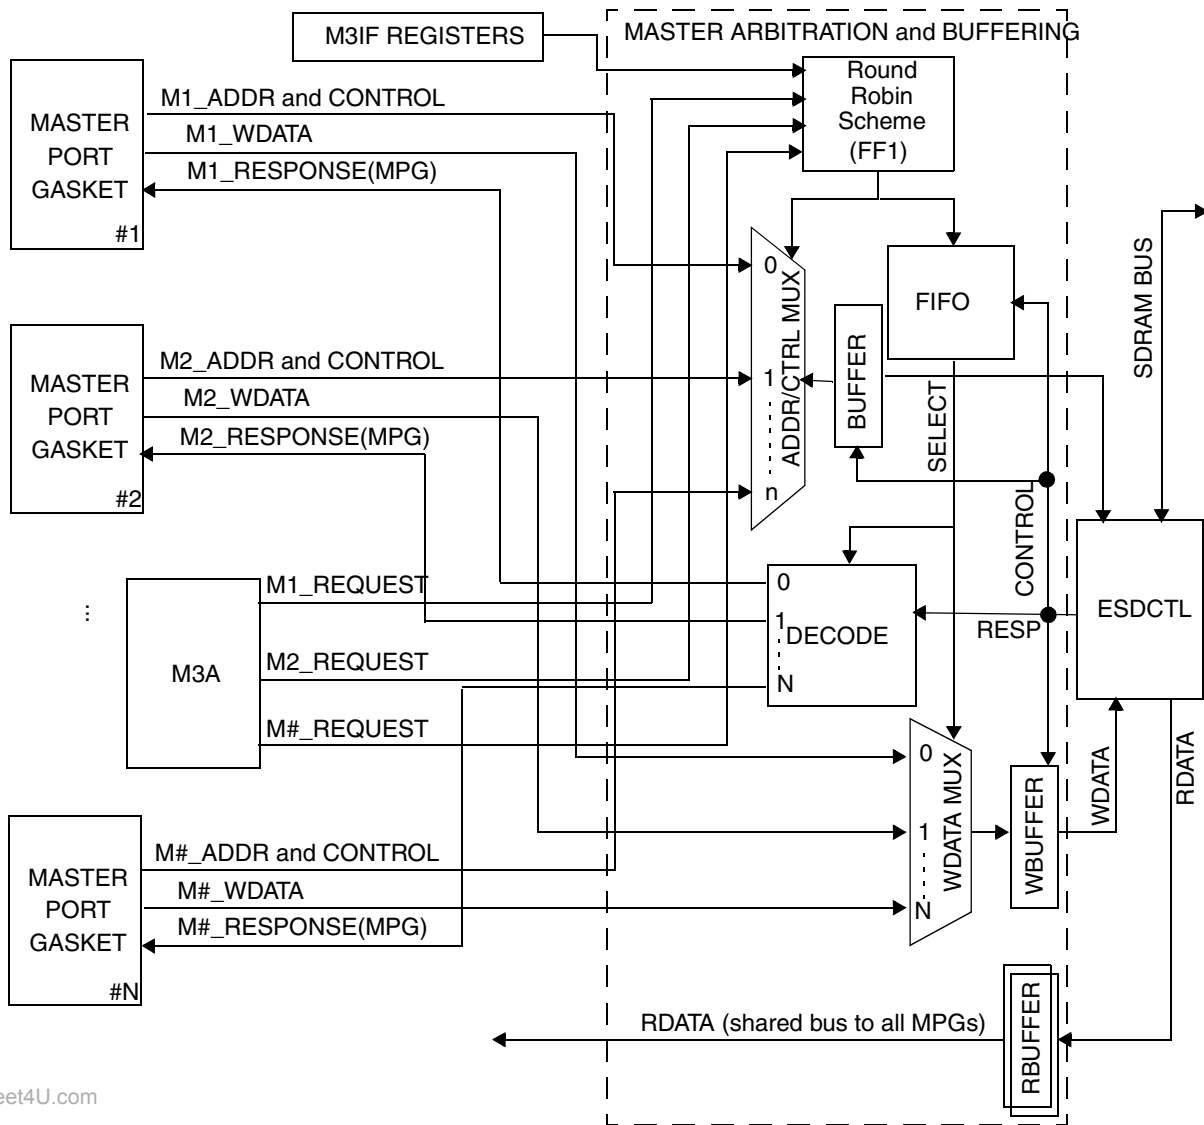 M3IF REGISTERS
MASTER ARBITRATION and BUFFERING
Round
Robin
Scheme
(FF1)
MASTER
PORT
GASKET
#1
M1_ADDR and CONTROL
M1_WDATA
M1_RESPONSE(MPG)
0
1
n
ADDR/CTRL MUX
BUFFER
FIFO
SELECT
SDRAM BUS
MASTER
PORT
GASKET
#2
M2_ADDR and CONTROL
M2_WDATA
M2_RESPONSE(MPG)
CONTROL
...
M3A
M1_REQUEST
M2_REQUEST
M#_REQUEST
0
1
N
DECODE
RESP
ESDCTL
0
1
N
WDATA MUX
WBUFFER
WDATA
RDATA
MASTER
PORT
GASKET
#N
M#_ADDR and CONTROL
M#_WDATA
M#_RESPONSE(MPG)
RDATA (shared bus to all MPGs)
RBUFFER
eet4U.com